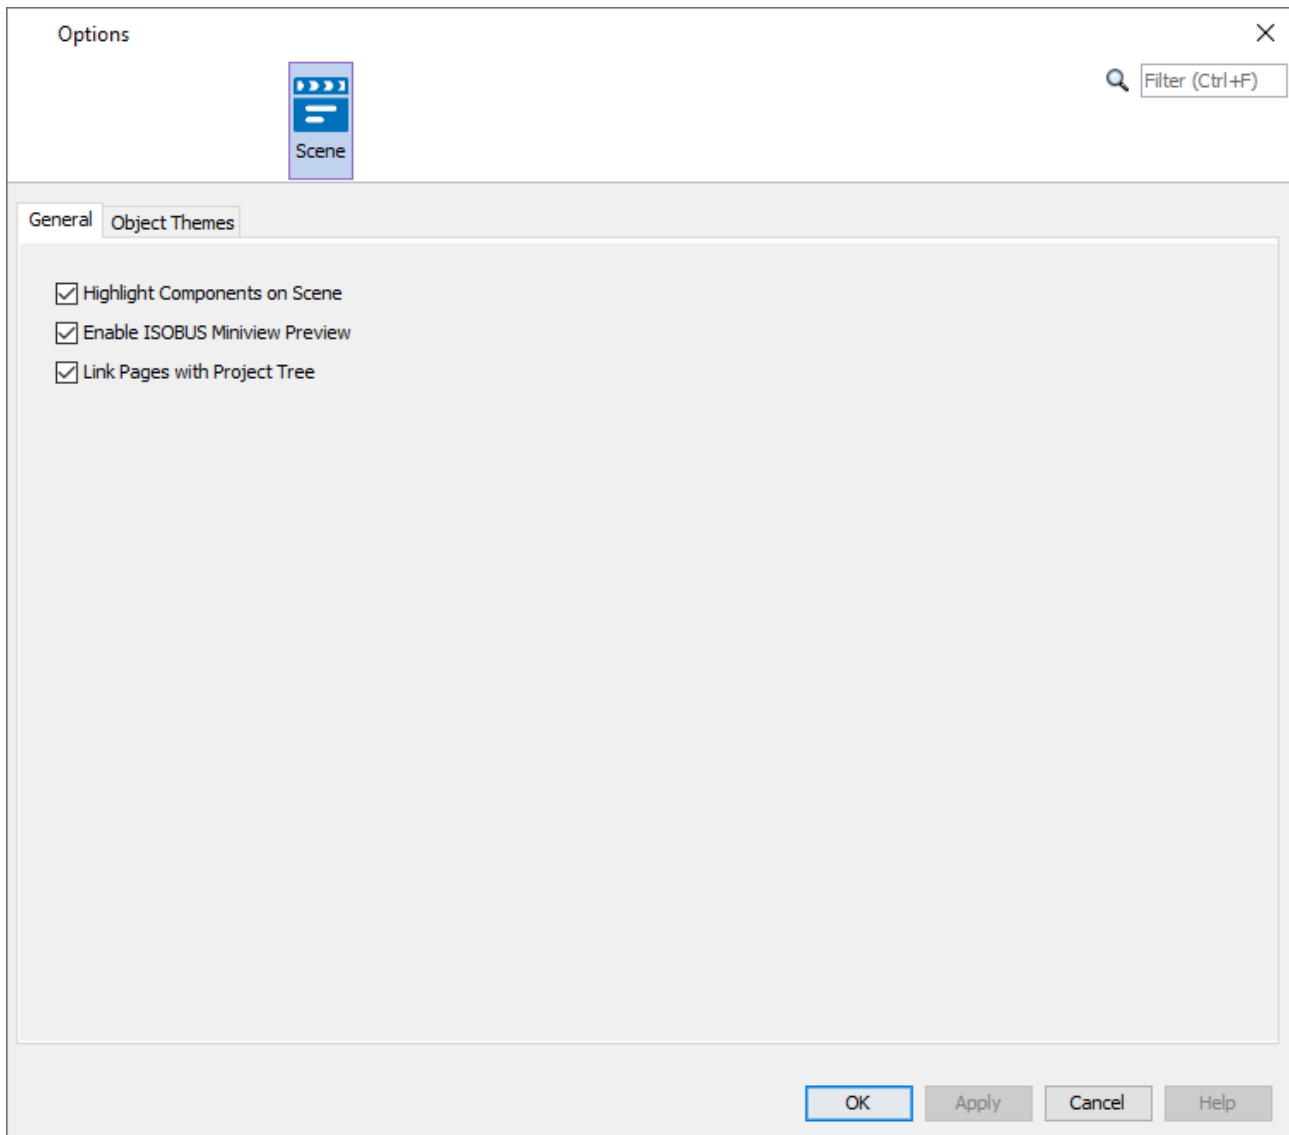 Options
Filter (Ctrl+F)
Scene
General
Object Themes
Highlight Components on Scene
Enable ISOBUS Miniview Preview
Link Pages with Project Tree
OK
Apply
Cancel
Help